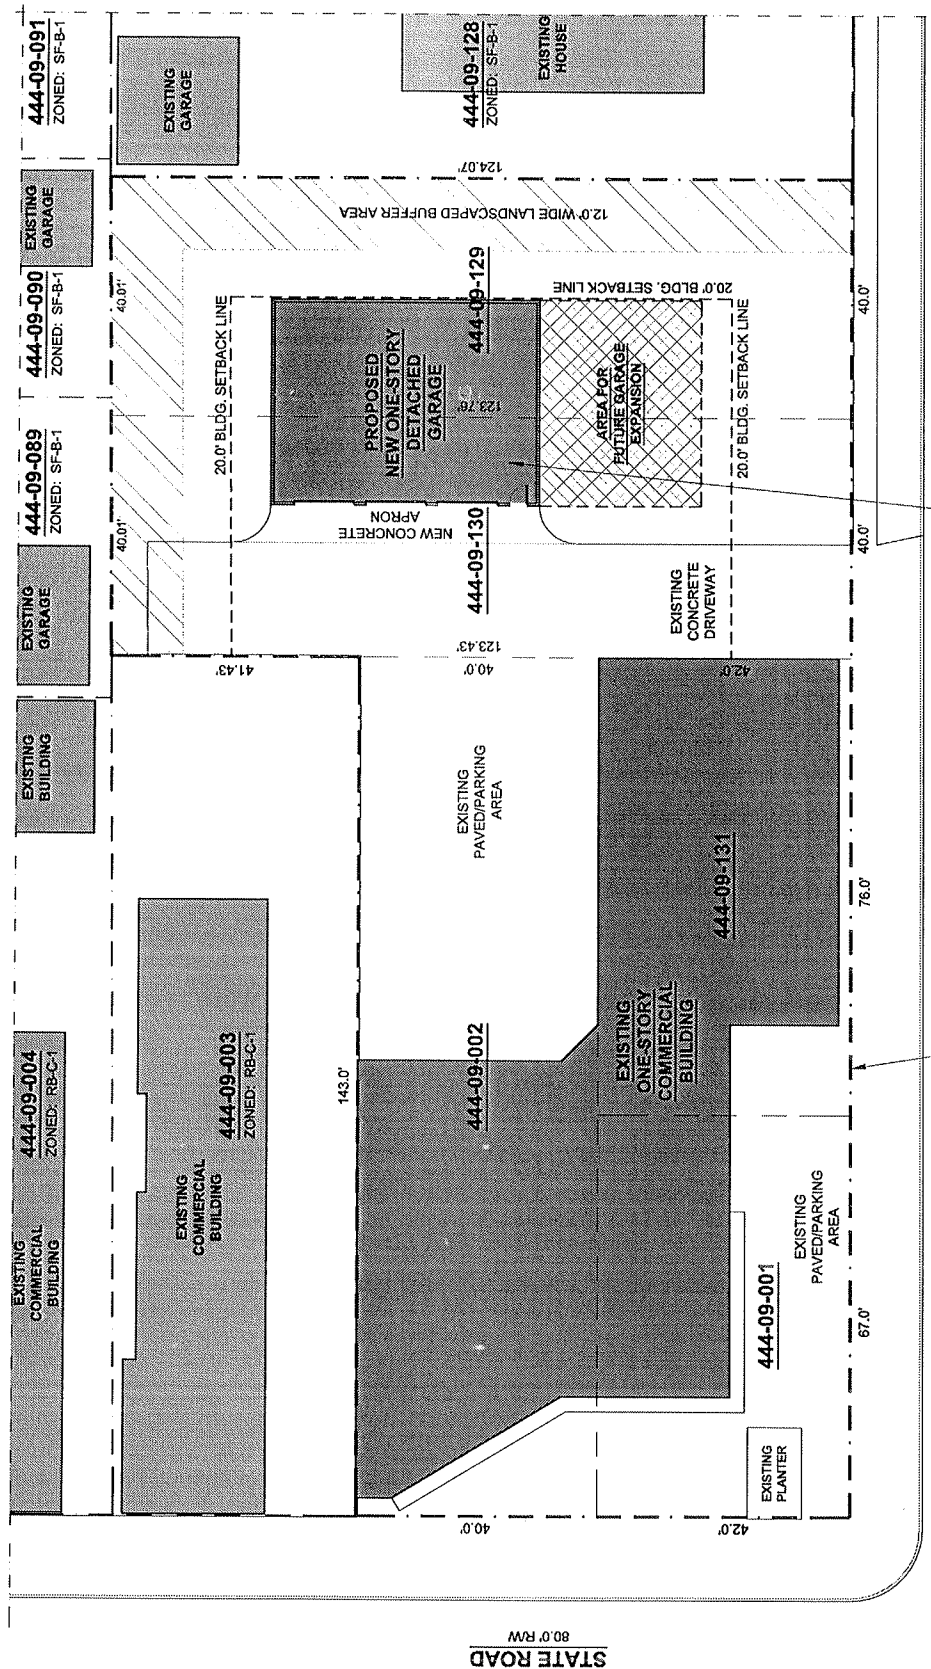 444-09-091
ZONED: SF-B-1
EXISTING
GARAGE
444-09-128
ZONED: SF-B-1
EXISTING
HOUSE
EXISTING
GARAGE
124.07'
12.0' WIDE LANDSCAPED BUFFER AREA
444-09-090
ZONED: SF-B-1
40.01'
20.0' BLDG. SETBACK LINE
444-09-129
20.0' BLDG. SETBACK LINE
PROPOSED
NEW ONE-STORY
DETACHED
GARAGE
123.78'
AREA FOR
FUTURE GARAGE
EXPANSION
20.0' BLDG. SETBACK LINE
40.0'
444-09-089
ZONED: SF-B-1
40.01'
NEW CONCRETE
APRON
444-09-130
40.0'
EXISTING
GARAGE
EXISTING
CONCRETE
DRIVEWAY
41.43'
123.43'
40.0'
42.0'
EXISTING
BUILDING
EXISTING
PAVED/PARKING
AREA
444-09-131
76.0'
444-09-004
ZONED: RB-C-1
EXISTING
COMMERCIAL
BUILDING
444-09-003
ZONED: RB-C-1
EXISTING
COMMERCIAL
BUILDING
143.0'
444-09-002
EXISTING
ONE-STORY
COMMERCIAL
BUILDING
EXISTING
PAVED/PARKING
AREA
444-09-001
67.0'
EXISTING
PLANTER
40.0'
42.0'
STATE ROAD
80.0' R/W